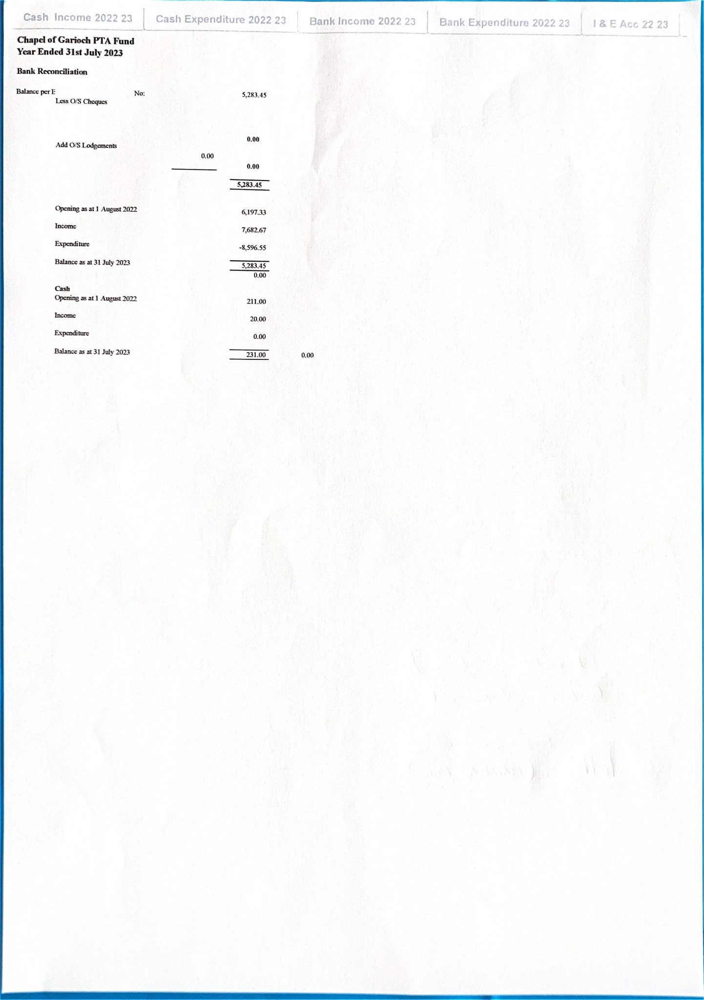 Cash Income 2022 23 Cash Expenditure 2022 23 Bank Income 2022 23 Bank Expenditure 2022 23 I & E Acc 22 23
Chapel of Garioch PTA Fund
Year Ended 31st July 2023
Bank Reconciliation
Balance per E No: 5,283.45
Less O/S Cheques
0.00
Add O/S Lodgements
0.00
0.00
5,283.45
Opening as at 1 August 2022 6,197.33
Income 7,682.67
Expenditure -8,596.55
Balance as at 31 July 2023 5,283.45
0.00
Cash
Opening as at 1 August 2022 211.00
Income 20.00
Expenditure 0.00
Balance as at 31 July 2023 231.00 0.00